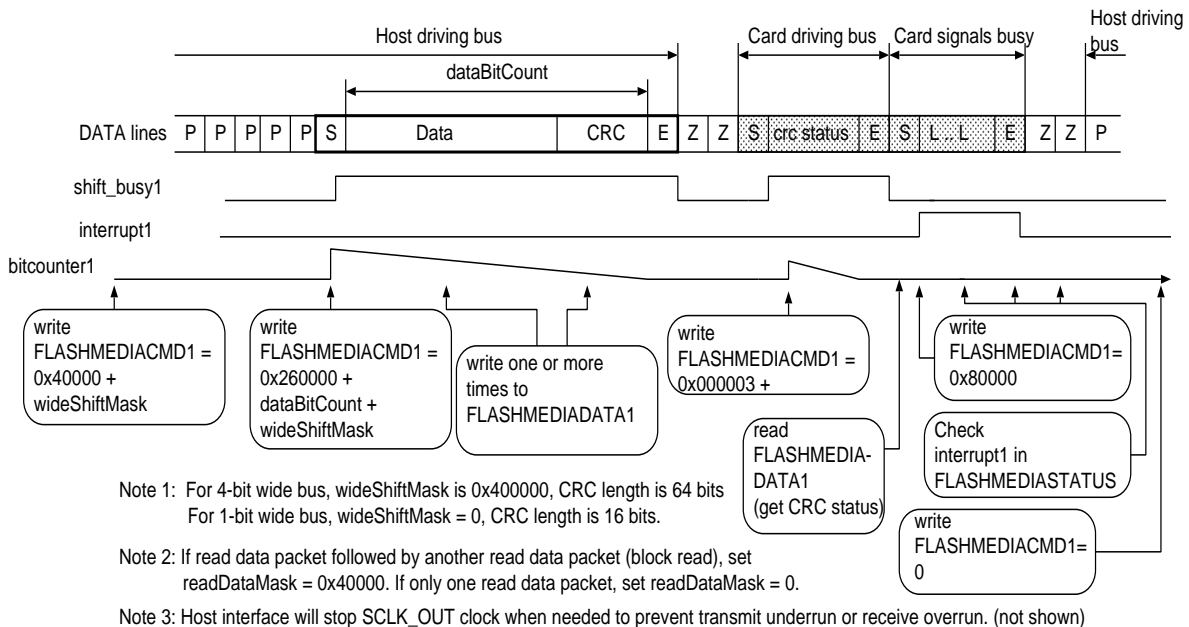 Host driving bus
Card driving bus
Card signals busy
Host driving
bus
dataBitCount
DATA lines P P P P P S Data CRC E Z Z S crc status E S L .. L E Z Z P
shift_busy1
interrupt1
bitcounter1
write
FLASHMEDIACMD1 =
0x40000 +
wideShiftMask
write
FLASHMEDIACMD1 =
0x260000 +
dataBitCount +
wideShiftMask
write one or more
times to
FLASHMEDIADATA1
write
FLASHMEDIACMD1 =
0x000003 +
read
FLASHMEDIA-
DATA1
(get CRC status)
write
FLASHMEDIACMD1=
0x80000
Check
interrupt1 in
FLASHMEDIASTATUS
write
FLASHMEDIACMD1=
0
Note 1: For 4-bit wide bus, wideShiftMask is 0x400000, CRC length is 64 bits
For 1-bit wide bus, wideShiftMask = 0, CRC length is 16 bits.
Note 2: If read data packet followed by another read data packet (block read), set
readDataMask = 0x40000. If only one read data packet, set readDataMask = 0.
Note 3: Host interface will stop SCLK_OUT clock when needed to prevent transmit underrun or receive overrun. (not shown)